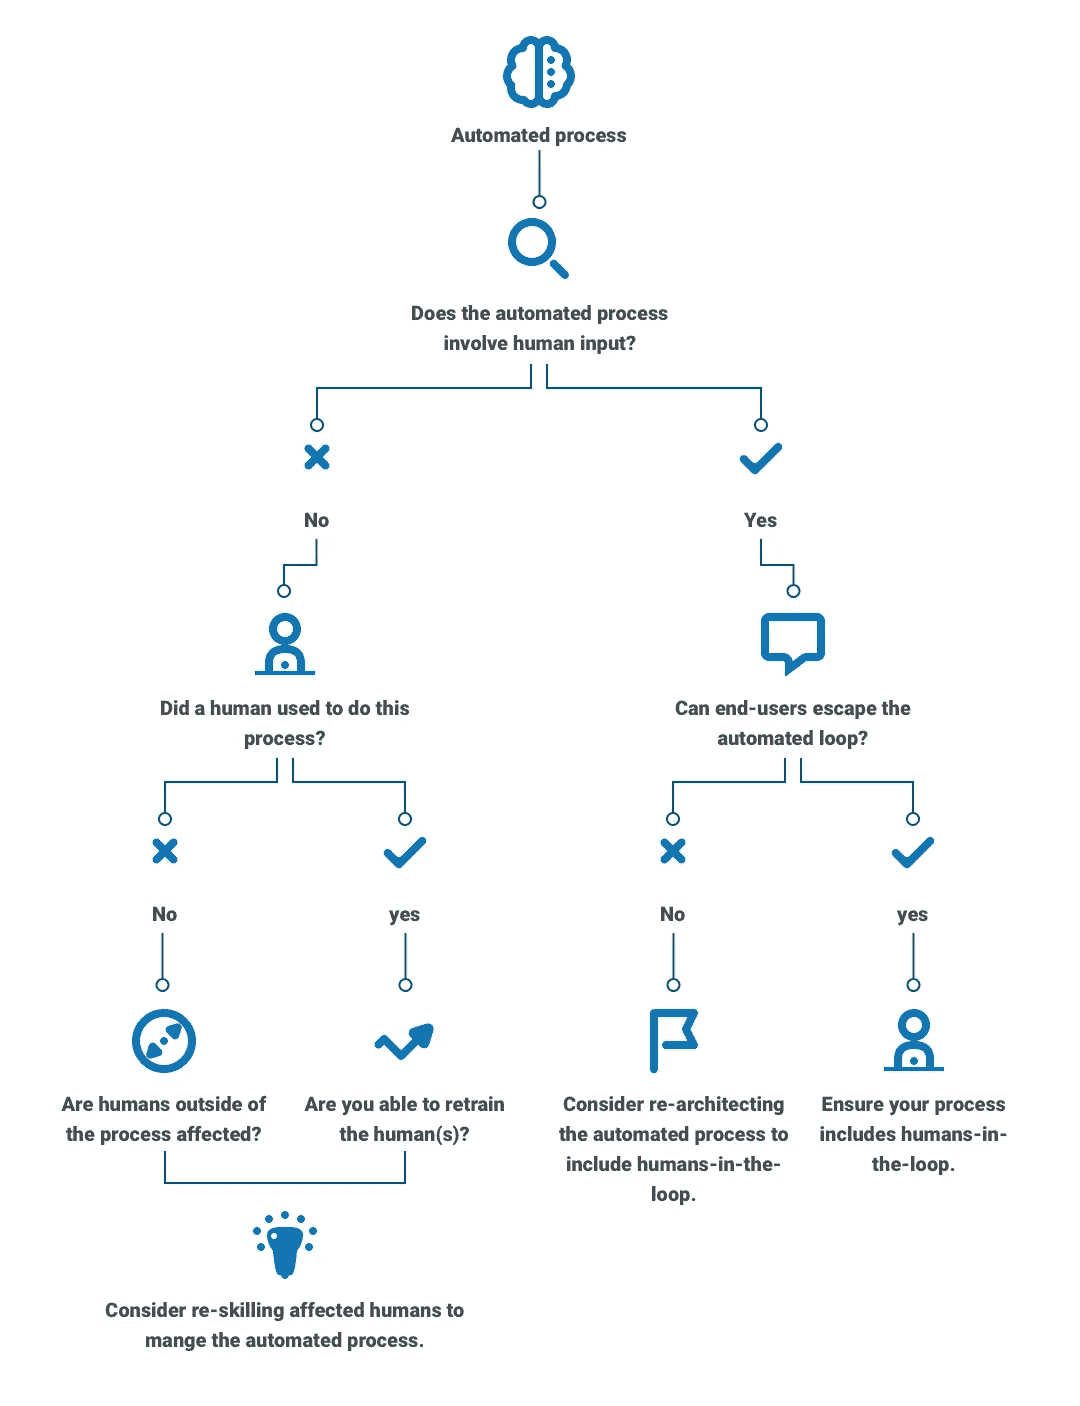 Automated process
Does the automated process
involve human input?
No
Yes
Did a human used to do this
process?
Can end-users escape the
automated loop?
No
yes
No
yes
Are humans outside of
the process affected?
Are you able to retrain
the human(s)?
Consider re-architecting
the automated process to
include humans-in-the-
loop.
Ensure your process
includes humans-in-
the-loop.
Consider re-skilling affected humans to
mange the automated process.